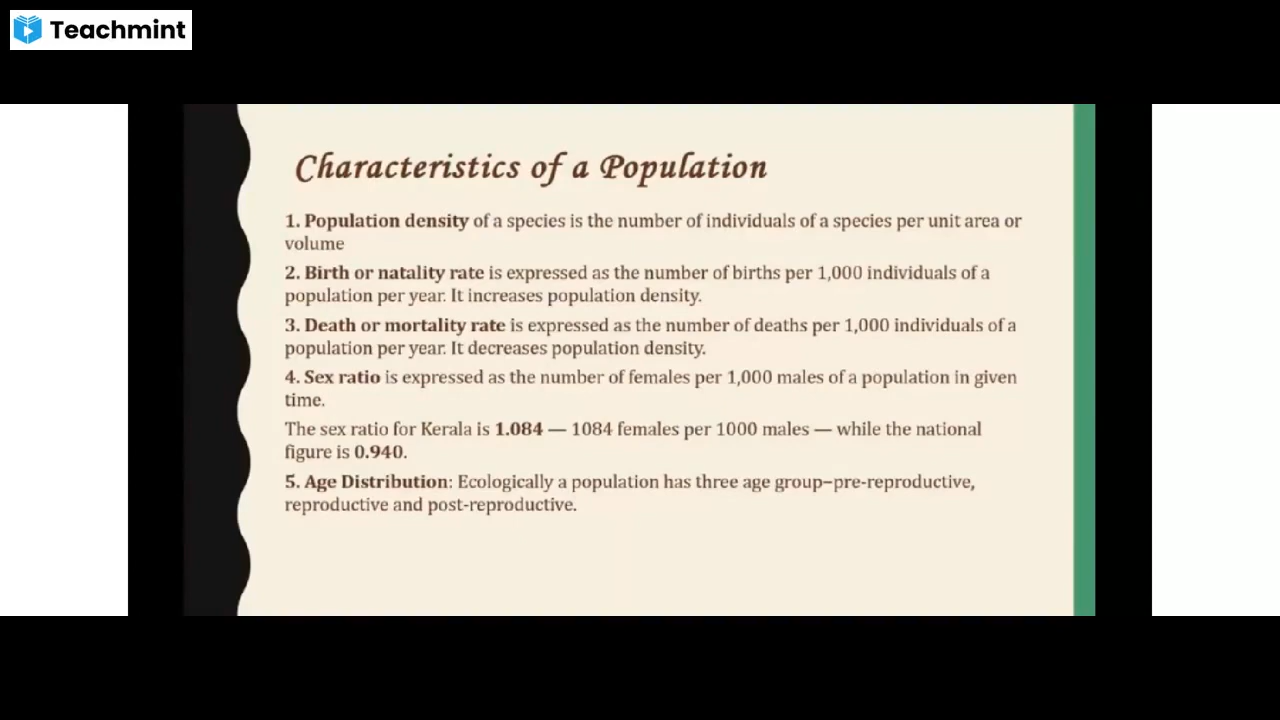 Teachmint
Characteristics of a Population
1. Population density of a species is the number of individuals of a species per unit area or
volume
2. Birth or natality rate is expressed as the number of births per 1,000 individuals of a
population per year. It increases population density.
3. Death or mortality rate is expressed as the number of deaths per 1,000 individuals of a
population per year. It decreases population density.
4. Sex ratio is expressed as the number of females per 1,000 males of a population in given
time.
The sex ratio for Kerala is 1.084 — 1084 females per 1000 males — while the national
figure is 0.940.
5. Age Distribution: Ecologically a population has three age group–pre-reproductive,
reproductive and post-reproductive.